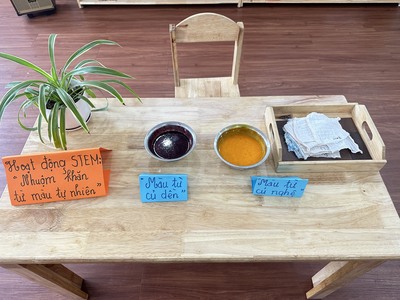 Hoạt động STEM:
"Nhuộm khăn
từ màu tự nhiên"
"Màu từ
củ dền"
"Màu từ
củ nghệ"